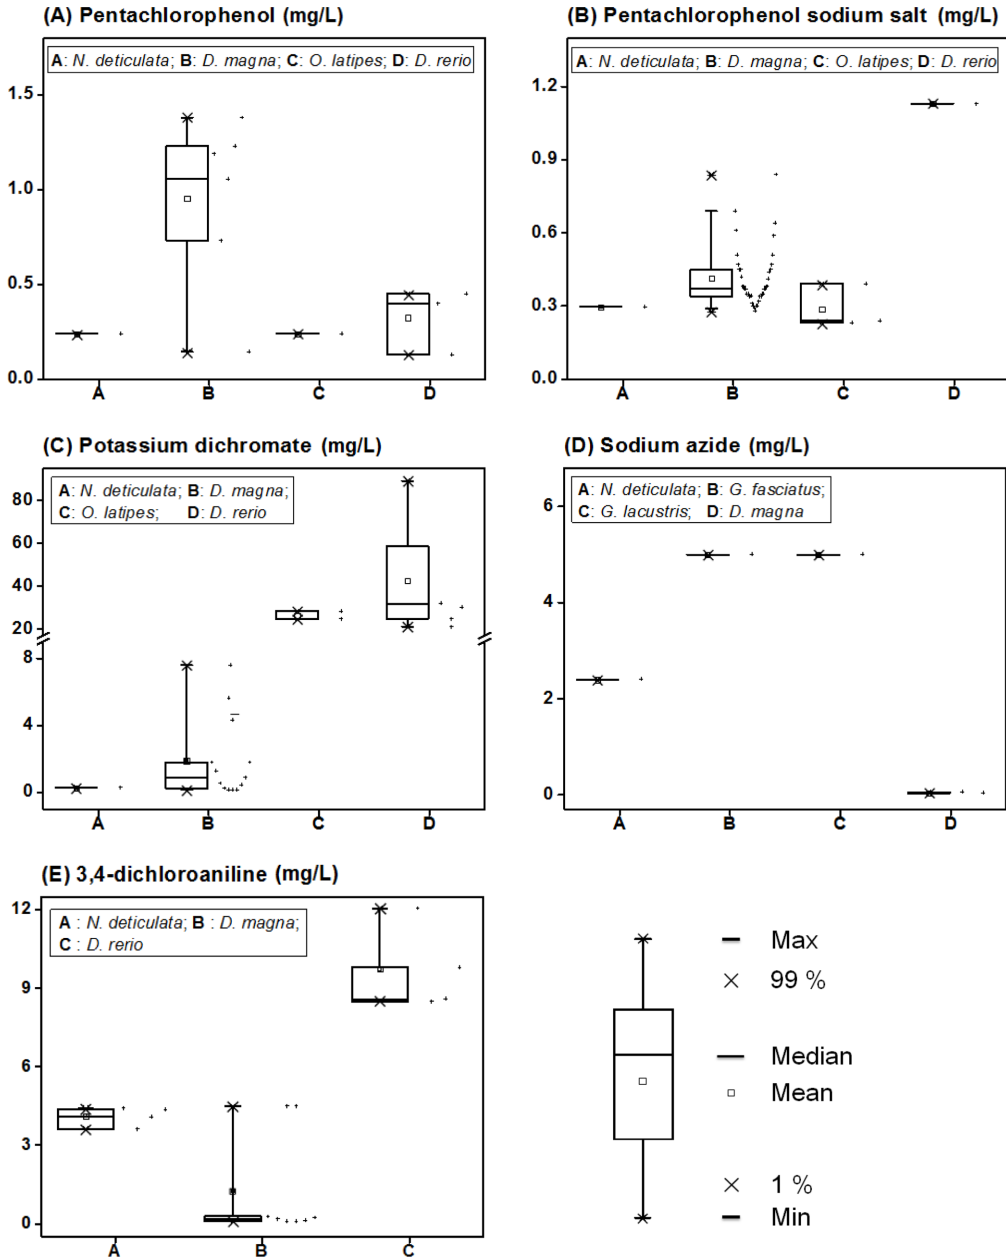 (A) Pentachlorophenol (mg/L)
A: N. deticulata; B: D. magna; C: O. latipes; D: D. rerio
1.5
1.0
0.5
0.0
A B C D
(B) Pentachlorophenol sodium salt (mg/L)
A: N. deticulata; B: D. magna; C: O. latipes; D: D. rerio
1.2
0.9
0.6
0.3
0.0
A B C D
(C) Potassium dichromate (mg/L)
A: N. deticulata; B: D. magna;
C: O. latipes; D: D. rerio
80
60
40
20
8
4
0
A B C D
(D) Sodium azide (mg/L)
A: N. deticulata; B: G. fasciatus;
C: G. lacustris; D: D. magna
6
4
2
0
A B C D
(E) 3,4-dichloroaniline (mg/L)
A : N. deticulata; B : D. magna;
C : D. rerio
12
9
6
3
0
A B C
Max
99 %
Median
Mean
1 %
Min